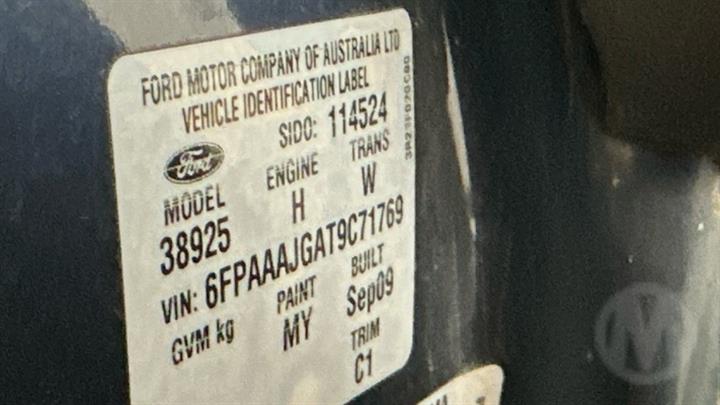 FORD MOTOR COMPANY OF AUSTRALIA LTD
VEHICLE IDENTIFICATION LABEL
Ford
SIDO: 114524
MODEL ENGINE TRANS
38925 H W
VIN: 6FPAAAJGAT9C71769
GVM kg PAINT BUILT
MY Sep09
TRIM
C1
M